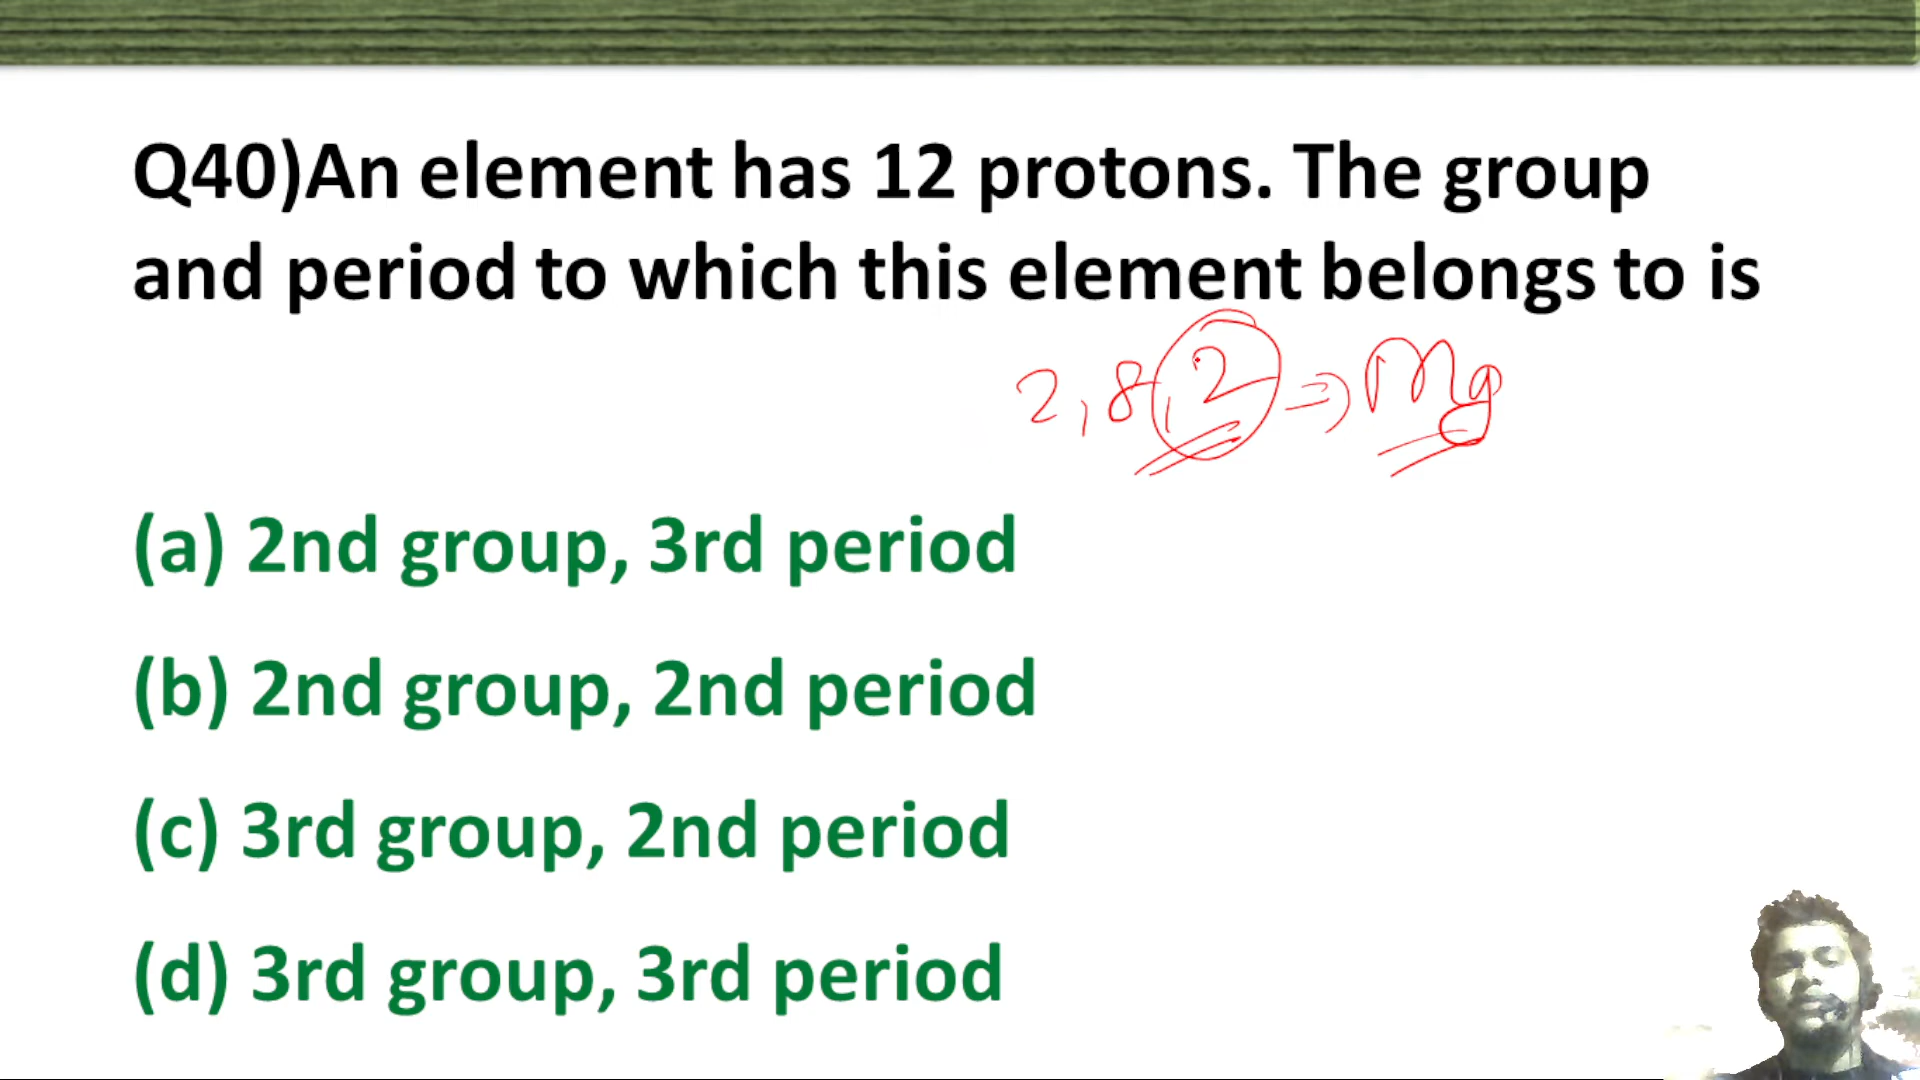 Q40)An element has 12 protons. The group
and period to which this element belongs to is
2, 8, 2 ⇒ Mg
(a) 2nd group, 3rd period
(b) 2nd group, 2nd period
(c) 3rd group, 2nd period
(d) 3rd group, 3rd period